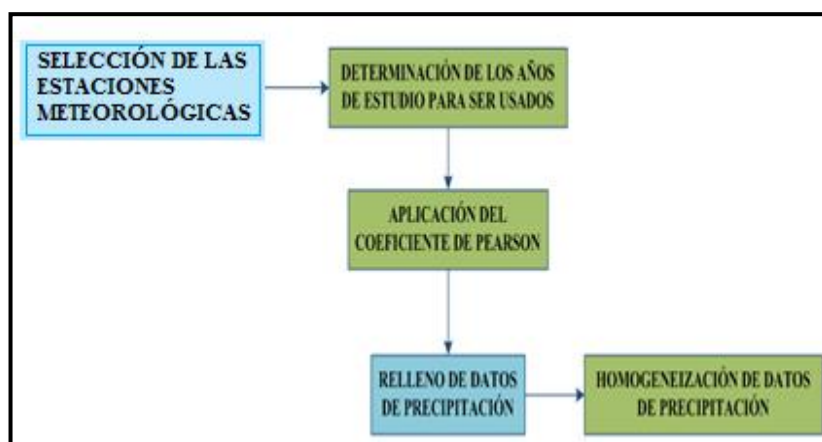 SELECCIÓN DE LAS
ESTACIONES
METEOROLÓGICAS
DETERMINACIÓN DE LOS AÑOS
DE ESTUDIO PARA SER USADOS
APLICACIÓN DEL
COEFICIENTE DE PEARSON
RELLENO DE DATOS
DE PRECIPITACIÓN
HOMOGENEIZACIÓN DE DATOS
DE PRECIPITACIÓN